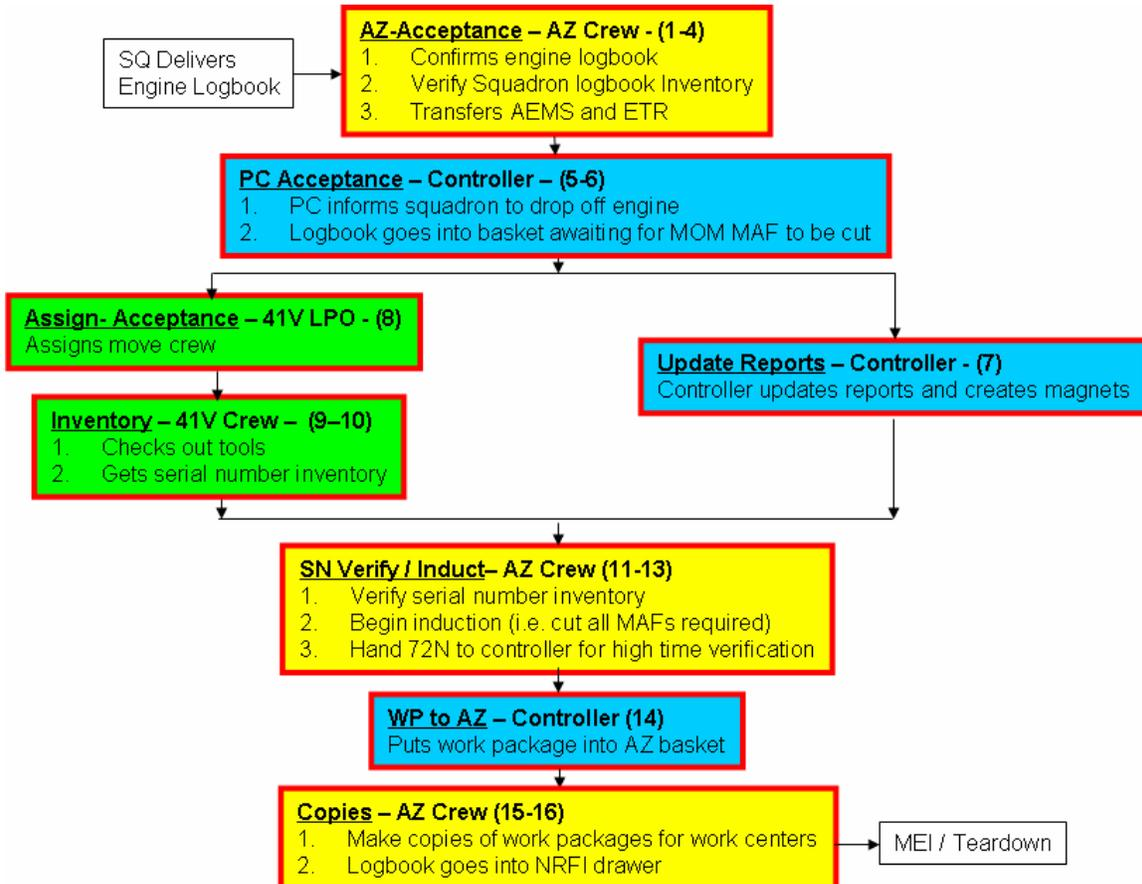 SQ Delivers
Engine Logbook
AZ-Acceptance – AZ Crew - (1-4)
1. Confirms engine logbook
2. Verify Squadron logbook Inventory
3. Transfers AEMS and ETR
PC Acceptance – Controller – (5-6)
1. PC informs squadron to drop off engine
2. Logbook goes into basket awaiting for MOM MAF to be cut
Assign- Acceptance – 41V LPO - (8)
Assigns move crew
Update Reports – Controller - (7)
Controller updates reports and creates magnets
Inventory – 41V Crew – (9–10)
1. Checks out tools
2. Gets serial number inventory
SN Verify / Induct– AZ Crew (11-13)
1. Verify serial number inventory
2. Begin induction (i.e. cut all MAFs required)
3. Hand 72N to controller for high time verification
WP to AZ – Controller (14)
Puts work package into AZ basket
Copies – AZ Crew (15-16)
1. Make copies of work packages for work centers
2. Logbook goes into NRFI drawer
MEI / Teardown